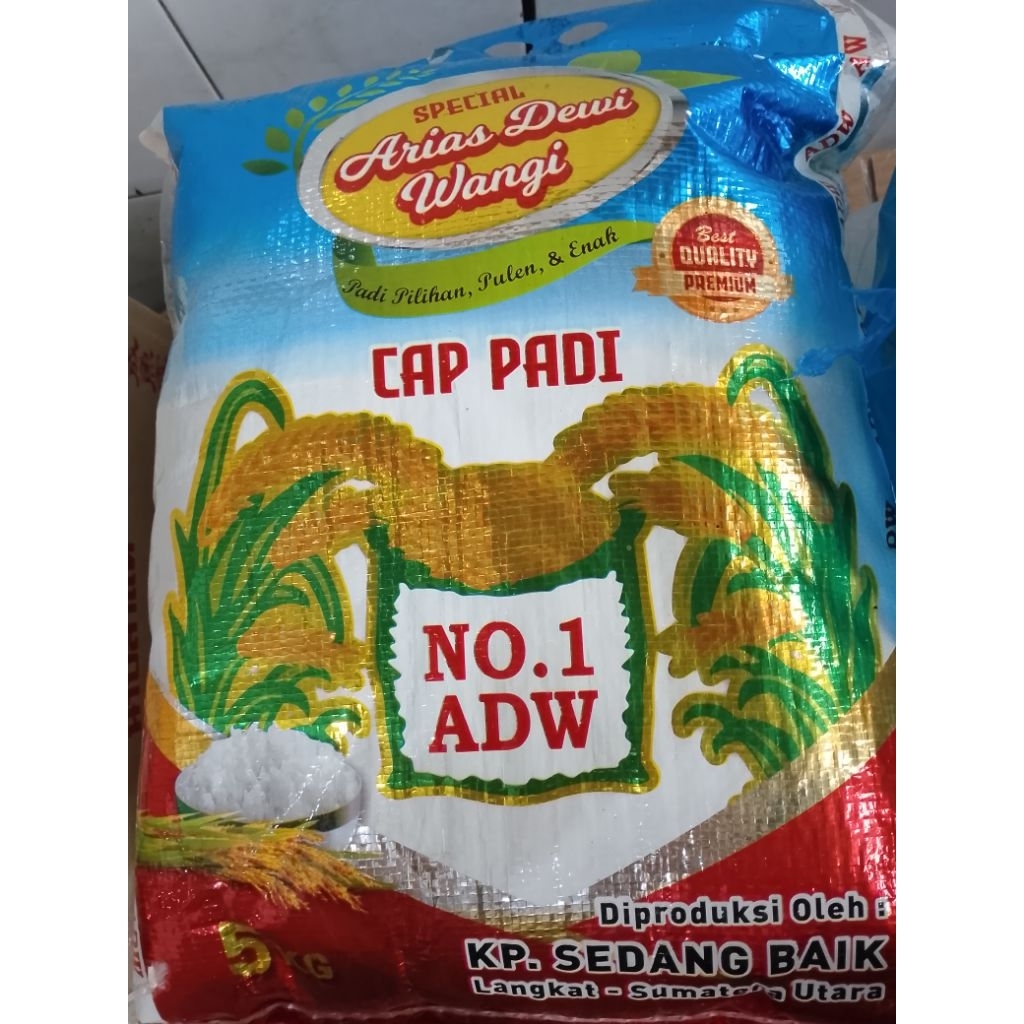 SPECIAL
Arias Dewi
Wangi
Padi Pilihan, Pulen, & Enak
Best
QUALITY
PREMIUM
CAP PADI
NO.1
ADW
5 KG
Diproduksi Oleh :
KP. SEDANG BAIK
Langkat - Sumatera Utara
ADW